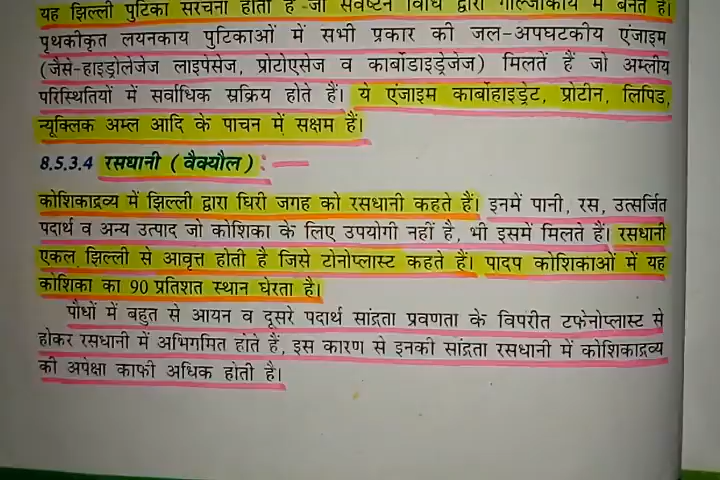 यह झिल्ली पुटिका संरचना होती है जो संवेष्टन विधि द्वारा गॉल्जीकाय में बनते हैं।
पृथकीकृत लयनकाय पुटिकाओं में सभी प्रकार की जल-अपघटकीय एंजाइम
(जैसे-हाइड्रोलेजेज लाइपेसेज, प्रोटोएसेज व कार्बोडाइड्रेजेज) मिलतें हैं जो अम्लीय
परिस्थितियों में सर्वाधिक सक्रिय होते हैं। ये एंजाइम कार्बोहाइड्रेट, प्रोटीन, लिपिड,
न्यूक्लिक अम्ल आदि के पाचन में सक्षम हैं।
8.5.3.4 रसधानी (वैक्यौल) :
कोशिकाद्रव्य में झिल्ली द्वारा घिरी जगह को रसधानी कहते हैं। इनमें पानी, रस, उत्सर्जित
पदार्थ व अन्य उत्पाद जो कोशिका के लिए उपयोगी नहीं है, भी इसमें मिलते हैं। रसधानी
एकल झिल्ली से आवृत्त होती है जिसे टोनोप्लास्ट कहते हैं। पादप कोशिकाओं में यह
कोशिका का 90 प्रतिशत स्थान घेरता है।
पौधों में बहुत से आयन व दूसरे पदार्थ सांद्रता प्रवणता के विपरीत टफेनोप्लास्ट से
होकर रसधानी में अभिगमित होते हैं, इस कारण से इनकी सांद्रता रसधानी में कोशिकाद्रव्य
की अपेक्षा काफी अधिक होती है।